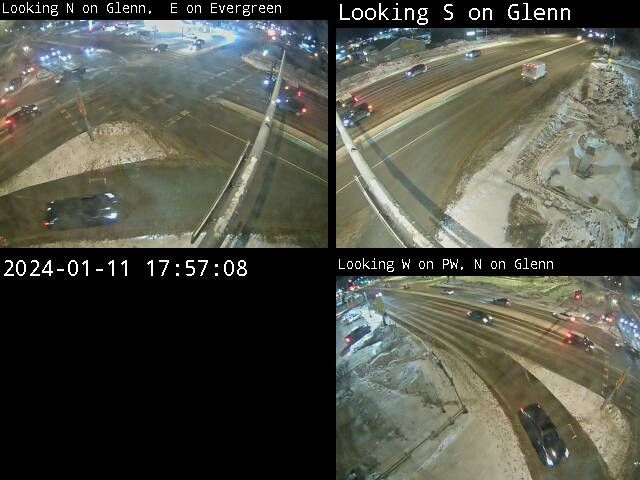 Looking N on Glenn,  E on Evergreen
Looking S on Glenn
2024-01-11 17:57:08
Looking W on PW, N on Glenn